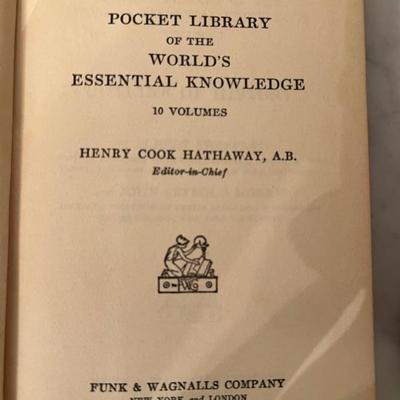 POCKET LIBRARY
OF THE
WORLD'S
ESSENTIAL KNOWLEDGE
10 VOLUMES
HENRY COOK HATHAWAY, A.B.
Editor-in-Chief
FUNK & WAGNALLS COMPANY
NEW YORK and LONDON